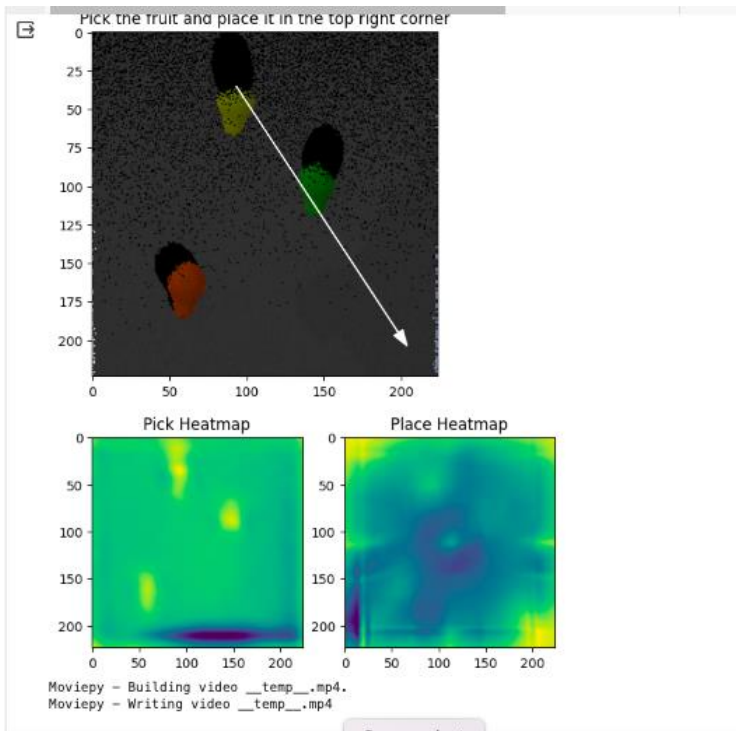 Pick the fruit and place it in the top right corner
0
25
50
75
100
125
150
175
200
0 50 100 150 200
Pick Heatmap Place Heatmap
0 0
50 50
100 100
150 150
200 200
0 50 100 150 200 0 50 100 150 200
Moviepy - Building video __temp__.mp4.
Moviepy - Writing video __temp__.mp4